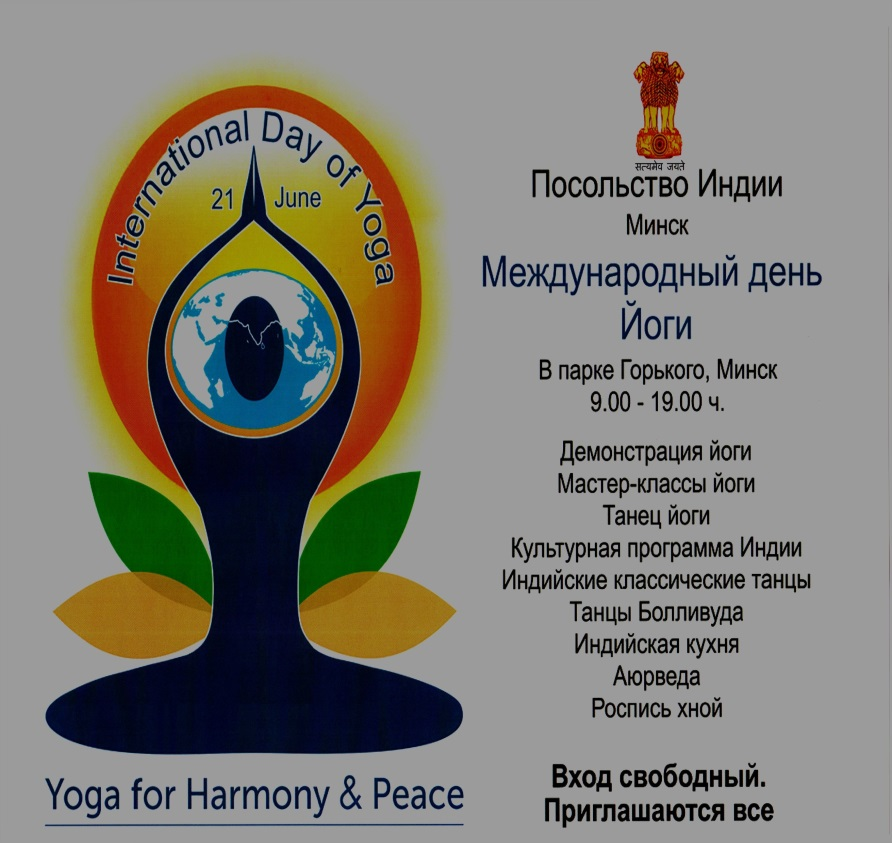 International Day of Yoga
21 June
Yoga for Harmony & Peace
सत्यमेव जयते
Посольство Индии
Минск
Международный день
Йоги
В парке Горького, Минск
9.00 - 19.00 ч.
Демонстрация йоги
Мастер-классы йоги
Танец йоги
Культурная программа Индии
Индийские классические танцы
Танцы Болливуда
Индийская кухня
Аюрведа
Роспись хной
Вход свободный.
Приглашаются все